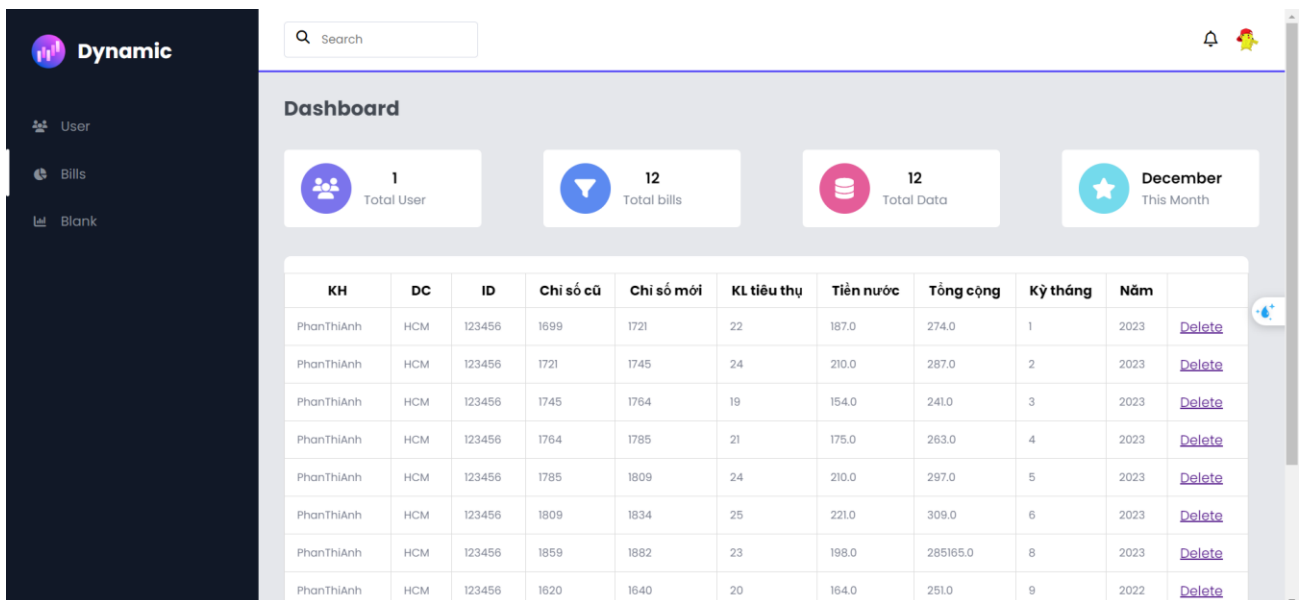 Dynamic
Search
User
Bills
Blank
Dashboard
1
Total User
12
Total bills
12
Total Data
December
This Month
KH DC ID Chỉ số cũ Chỉ số mới KL tiêu thụ Tiền nước Tổng cộng Kỳ tháng Năm
PhanThiAnh HCM 123456 1699 1721 22 187.0 274.0 1 2023 Delete
PhanThiAnh HCM 123456 1721 1745 24 210.0 287.0 2 2023 Delete
PhanThiAnh HCM 123456 1745 1764 19 154.0 241.0 3 2023 Delete
PhanThiAnh HCM 123456 1764 1785 21 175.0 263.0 4 2023 Delete
PhanThiAnh HCM 123456 1785 1809 24 210.0 297.0 5 2023 Delete
PhanThiAnh HCM 123456 1809 1834 25 221.0 309.0 6 2023 Delete
PhanThiAnh HCM 123456 1859 1882 23 198.0 285165.0 8 2023 Delete
PhanThiAnh HCM 123456 1620 1640 20 164.0 251.0 9 2022 Delete